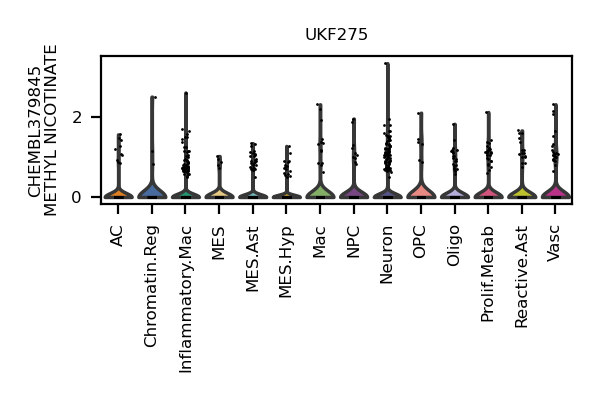 UKF275
CHEMBL379845
METHYL NICOTINATE
2
0
AC
Chromatin.Reg
Inflammatory.Mac
MES
MES.Ast
MES.Hyp
Mac
NPC
Neuron
OPC
Oligo
Prolif.Metab
Reactive.Ast
Vasc